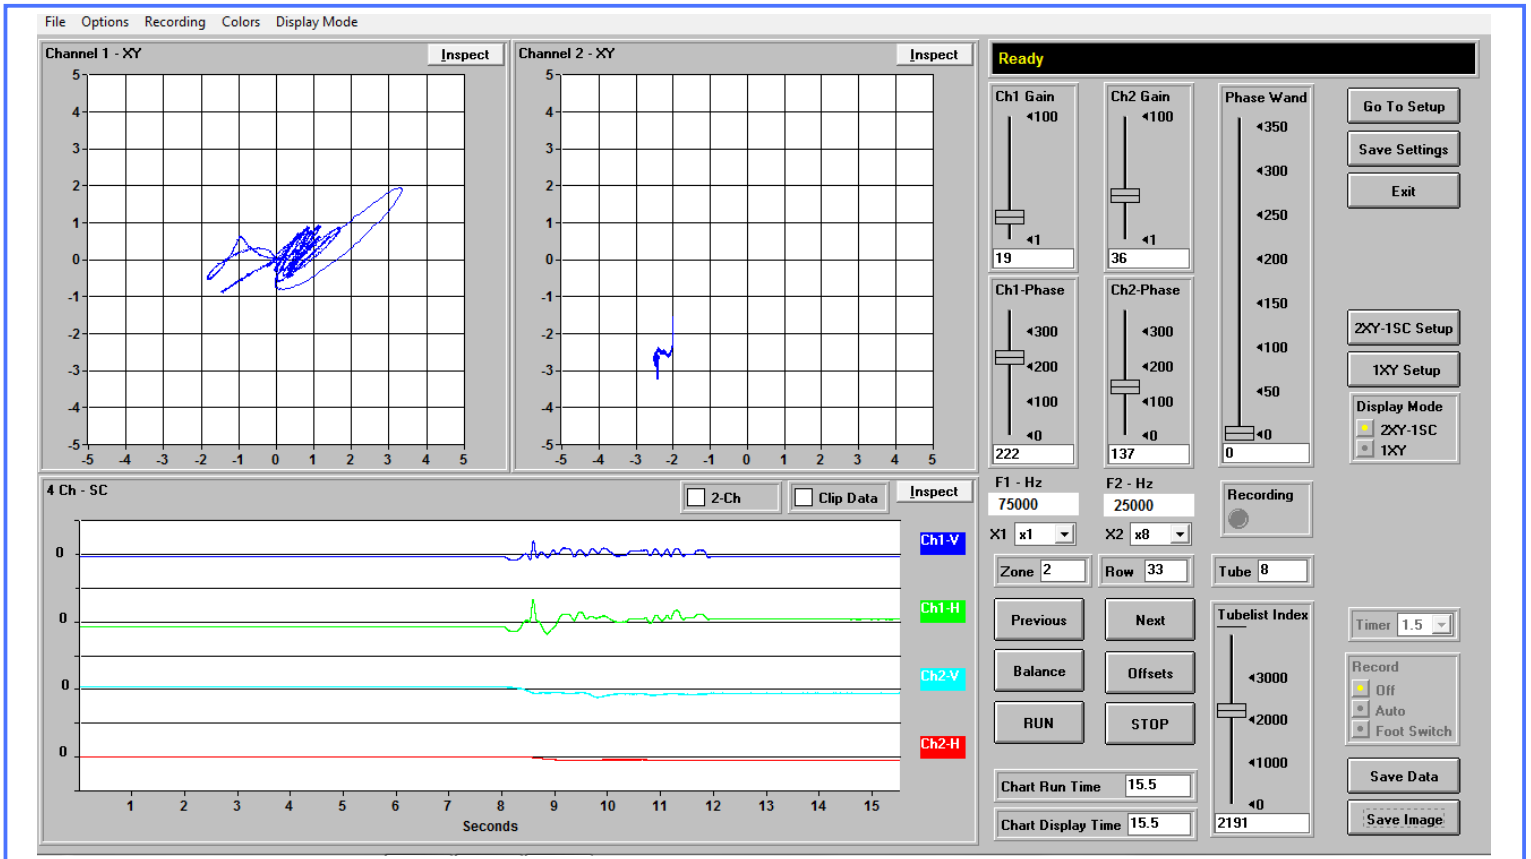 File Options Recording Colors Display Mode
Channel 1 - XY
Inspect
5
4
3
2
1
0
-1
-2
-3
-4
-5
-5 -4 -3 -2 -1 0 1 2 3 4 5
Channel 2 - XY
Inspect
5
4
3
2
1
0
-1
-2
-3
-4
-5
-5 -4 -3 -2 -1 0 1 2 3 4 5
4 Ch - SC
2-Ch
Clip Data
Inspect
0
Ch1-V
0
Ch1-H
0
Ch2-V
0
Ch2-H
1 2 3 4 5 6 7 8 9 10 11 12 13 14 15
Seconds
Ready
Ch1 Gain
100
1
19
Ch2 Gain
100
1
36
Phase Wand
350
300
250
200
150
100
50
0
0
Ch1-Phase
300
200
100
0
222
Ch2-Phase
300
200
100
0
137
F1 - Hz
75000
F2 - Hz
25000
X1 x1
X2 x8
Recording
Zone 2
Row 33
Tube 8
Previous
Next
Balance
Offsets
RUN
STOP
Chart Run Time 15.5
Chart Display Time 15.5
Tubelist Index
3000
2000
1000
0
2191
Go To Setup
Save Settings
Exit
2XY-1SC Setup
1XY Setup
Display Mode
2XY-1SC
1XY
Timer 1.5
Record
Off
Auto
Foot Switch
Save Data
Save Image